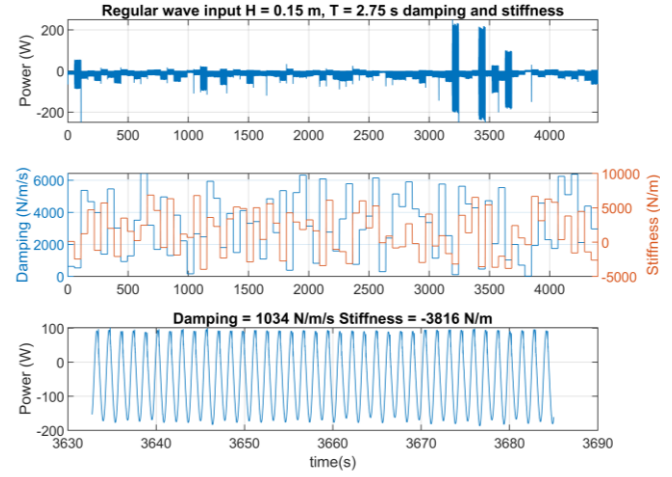 Regular wave input H = 0.15 m, T = 2.75 s damping and stiffness
Power (W)
200
0
-200
0 500 1000 1500 2000 2500 3000 3500 4000
Damping (N/m/s)
6000
4000
2000
0
Stiffness (N/m)
10000
5000
0
-5000
0 500 1000 1500 2000 2500 3000 3500 4000
Damping = 1034 N/m/s Stiffness = -3816 N/m
Power (W)
100
0
-100
-200
3630 3640 3650 3660 3670 3680 3690
time(s)